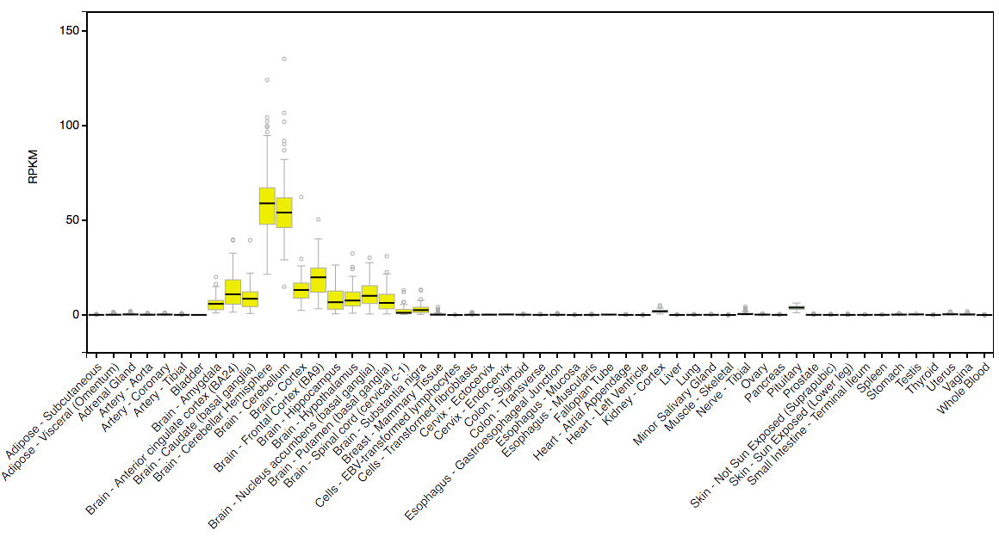 150
100
50
0
RPKM
Adipose - Subcutaneous
Adipose - Visceral (Omentum)
Adrenal Gland
Artery - Aorta
Artery - Coronary
Artery - Tibial
Bladder
Brain - Amygdala
Brain - Anterior cingulate cortex (BA24)
Brain - Caudate (basal ganglia)
Brain - Cerebellar Hemisphere
Brain - Cerebellum
Brain - Cortex
Brain - Frontal Cortex (BA9)
Brain - Hippocampus
Brain - Hypothalamus
Brain - Nucleus accumbens (basal ganglia)
Brain - Putamen (basal ganglia)
Brain - Spinal cord (cervical c-1)
Brain - Substantia nigra
Breast - Mammary Tissue
Cells - EBV-transformed lymphocytes
Cells - Transformed fibroblasts
Cervix - Ectocervix
Cervix - Endocervix
Colon - Sigmoid
Colon - Transverse
Esophagus - Gastroesophageal Junction
Esophagus - Mucosa
Esophagus - Muscularis
Fallopian Tube
Heart - Atrial Appendage
Heart - Left Ventricle
Kidney - Cortex
Liver
Lung
Minor Salivary Gland
Muscle - Skeletal
Nerve - Tibial
Ovary
Pancreas
Pituitary
Prostate
Skin - Not Sun Exposed (Suprapubic)
Skin - Sun Exposed (Lower leg)
Small Intestine - Terminal Ileum
Spleen
Stomach
Testis
Thyroid
Uterus
Vagina
Whole Blood